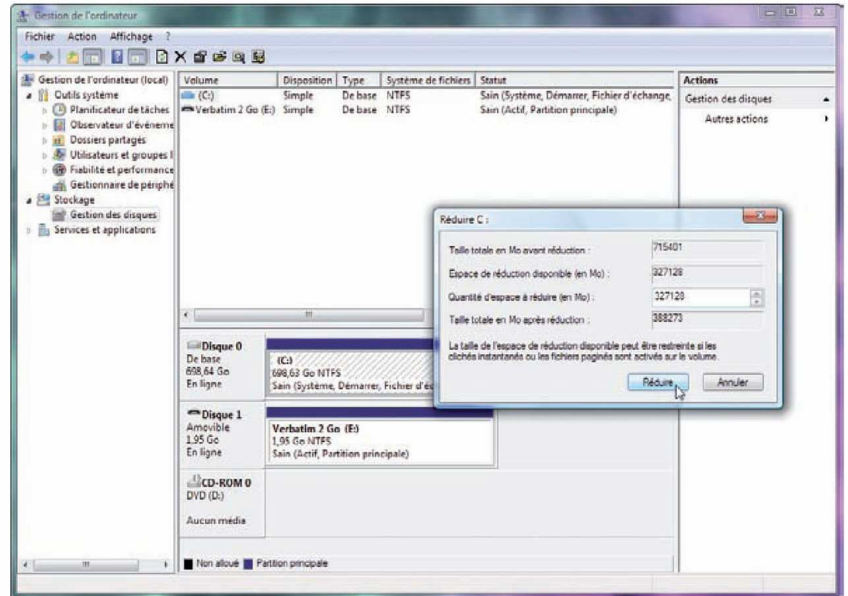 Gestion de l'ordinateur
Fichier Action Affichage ?
Gestion de l'ordinateur (local)
Outils système
Planificateur de tâches
Observateur d'événeme
Dossiers partagés
Utilisateurs et groupes l
Fiabilité et performance
Gestionnaire de périphé
Stockage
Gestion des disques
Services et applications
Volume Disposition Type Système de fichiers Statut
(C:) Simple De base NTFS Sain (Système, Démarrer, Fichier d'échange,
Verbatim 2 Go (E:) Simple De base NTFS Sain (Actif, Partition principale)
Actions
Gestion des disques
Autres actions
Réduire C :
Taille totale en Mo avant réduction : 715401
Espace de réduction disponible (en Mo) : 327128
Quantité d'espace à réduire (en Mo) : 327128
Taille totale en Mo après réduction : 388273
La taille de l'espace de réduction disponible peut être restreinte si les
clichés instantanés ou les fichiers paginés sont activés sur le volume.
Réduire Annuler
Disque 0
De base
698,64 Go
En ligne
(C:)
698,63 Go NTFS
Sain (Système, Démarrer, Fichier d'éc
Disque 1
Amovible
1,95 Go
En ligne
Verbatim 2 Go (E:)
1,95 Go NTFS
Sain (Actif, Partition principale)
CD-ROM 0
DVD (D:)
Aucun média
Non alloué Partition principale